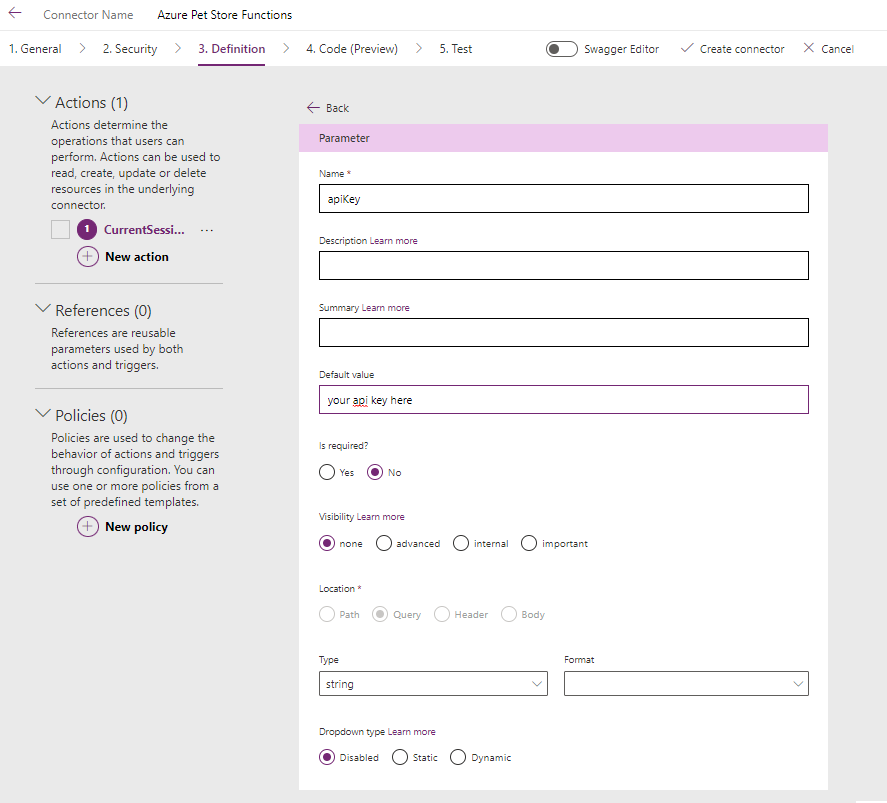 Connector Name Azure Pet Store Functions
1. General 2. Security 3. Definition 4. Code (Preview) 5. Test Swagger Editor Create connector Cancel
Actions (1)
Actions determine the
operations that users can
perform. Actions can be used to
read, create, update or delete
resources in the underlying
connector.
1 CurrentSessi... ...
New action
References (0)
References are reusable
parameters used by both
actions and triggers.
Policies (0)
Policies are used to change the
behavior of actions and triggers
through configuration. You can
use one or more policies from a
set of predefined templates.
New policy
Back
Parameter
Name *
apiKey
Description Learn more
Summary Learn more
Default value
your api key here
Is required?
Yes No
Visibility Learn more
none advanced internal important
Location *
Path Query Header Body
Type Format
string
Dropdown type Learn more
Disabled Static Dynamic